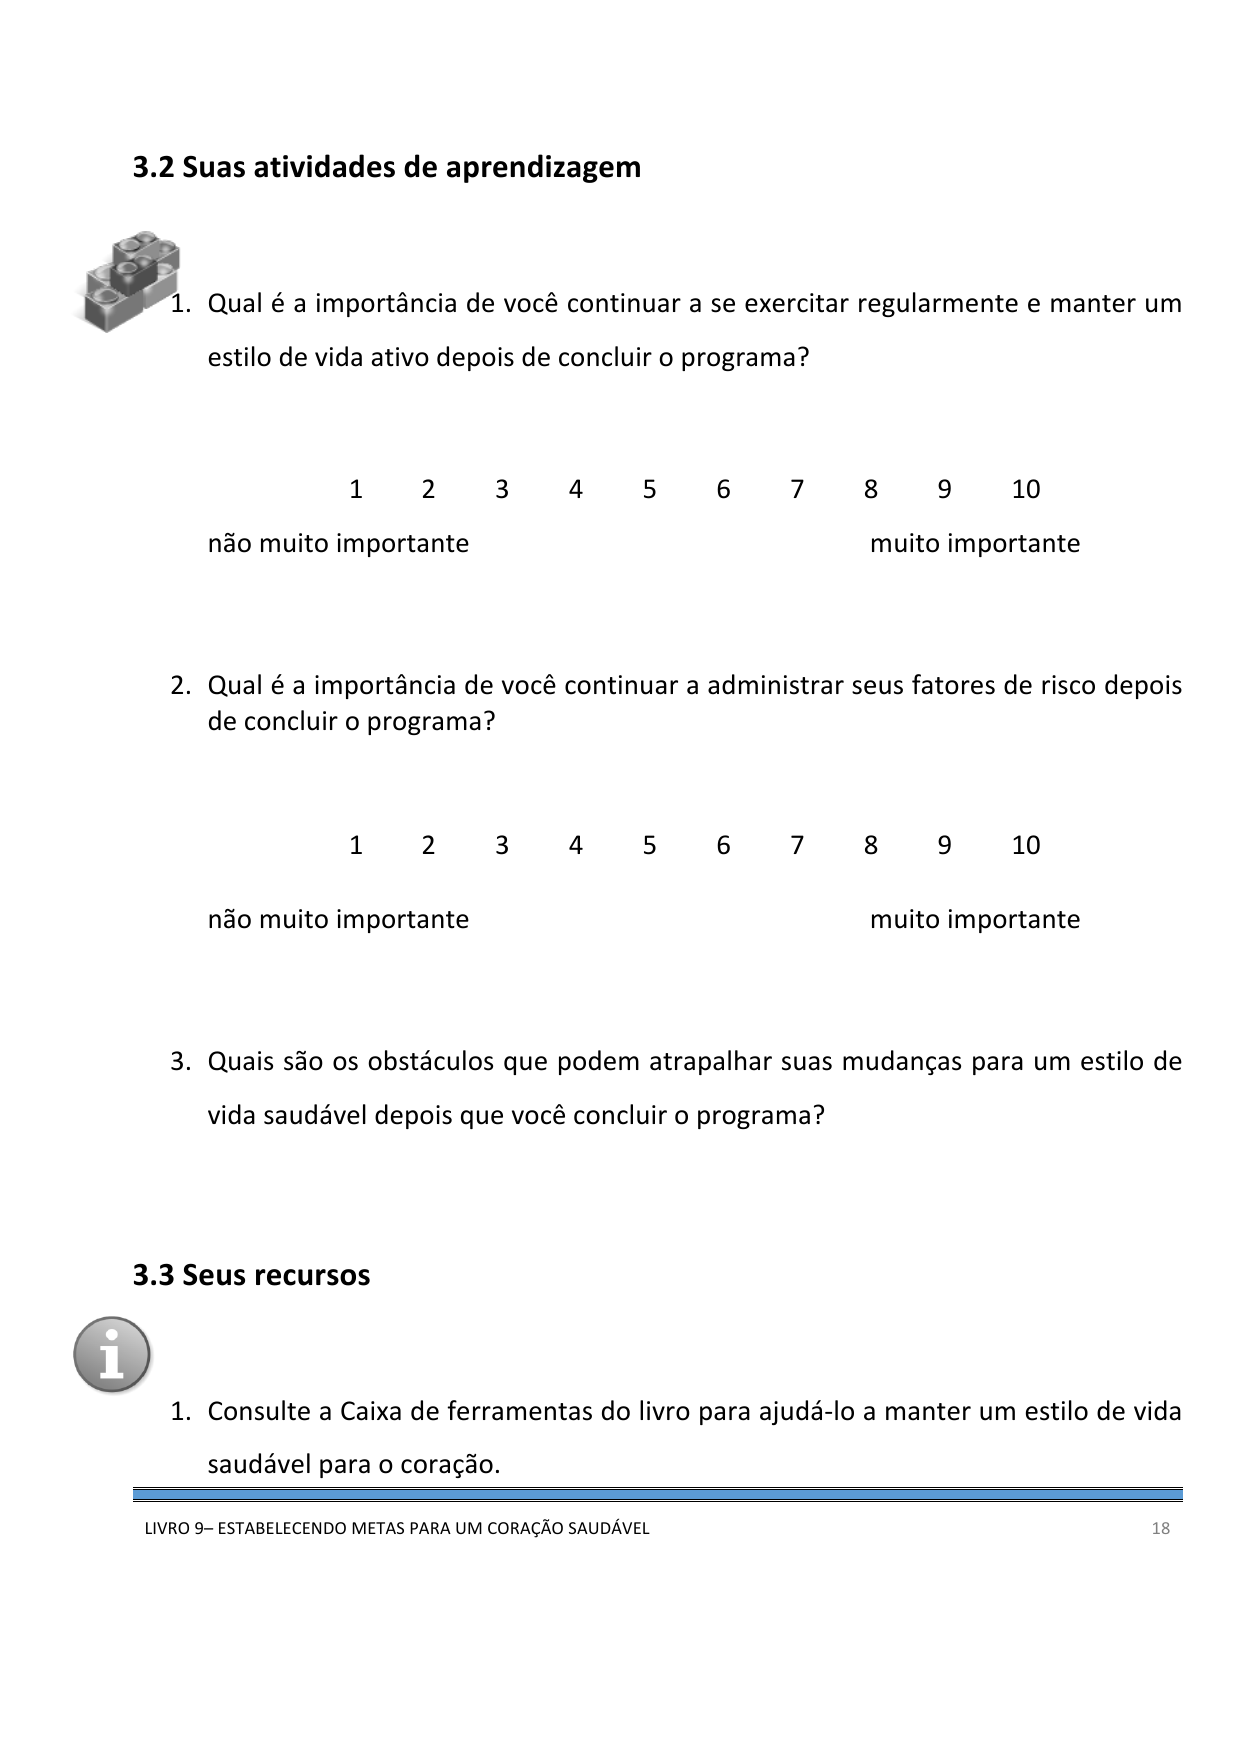 3.2 Suas atividades de aprendizagem
1. Qual é a importância de você continuar a se exercitar regularmente e manter um
estilo de vida ativo depois de concluir o programa?
1 2 3 4 5 6 7 8 9 10
não muito importante muito importante
2. Qual é a importância de você continuar a administrar seus fatores de risco depois
de concluir o programa?
1 2 3 4 5 6 7 8 9 10
não muito importante muito importante
3. Quais são os obstáculos que podem atrapalhar suas mudanças para um estilo de
vida saudável depois que você concluir o programa?
3.3 Seus recursos
i
1. Consulte a Caixa de ferramentas do livro para ajudá-lo a manter um estilo de vida
saudável para o coração.
LIVRO 9– ESTABELECENDO METAS PARA UM CORAÇÃO SAUDÁVEL 18